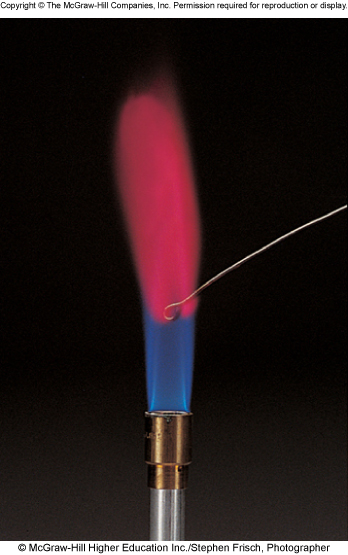 Copyright © The McGraw-Hill Companies, Inc. Permission required for reproduction or display.
© McGraw-Hill Higher Education Inc./Stephen Frisch, Photographer